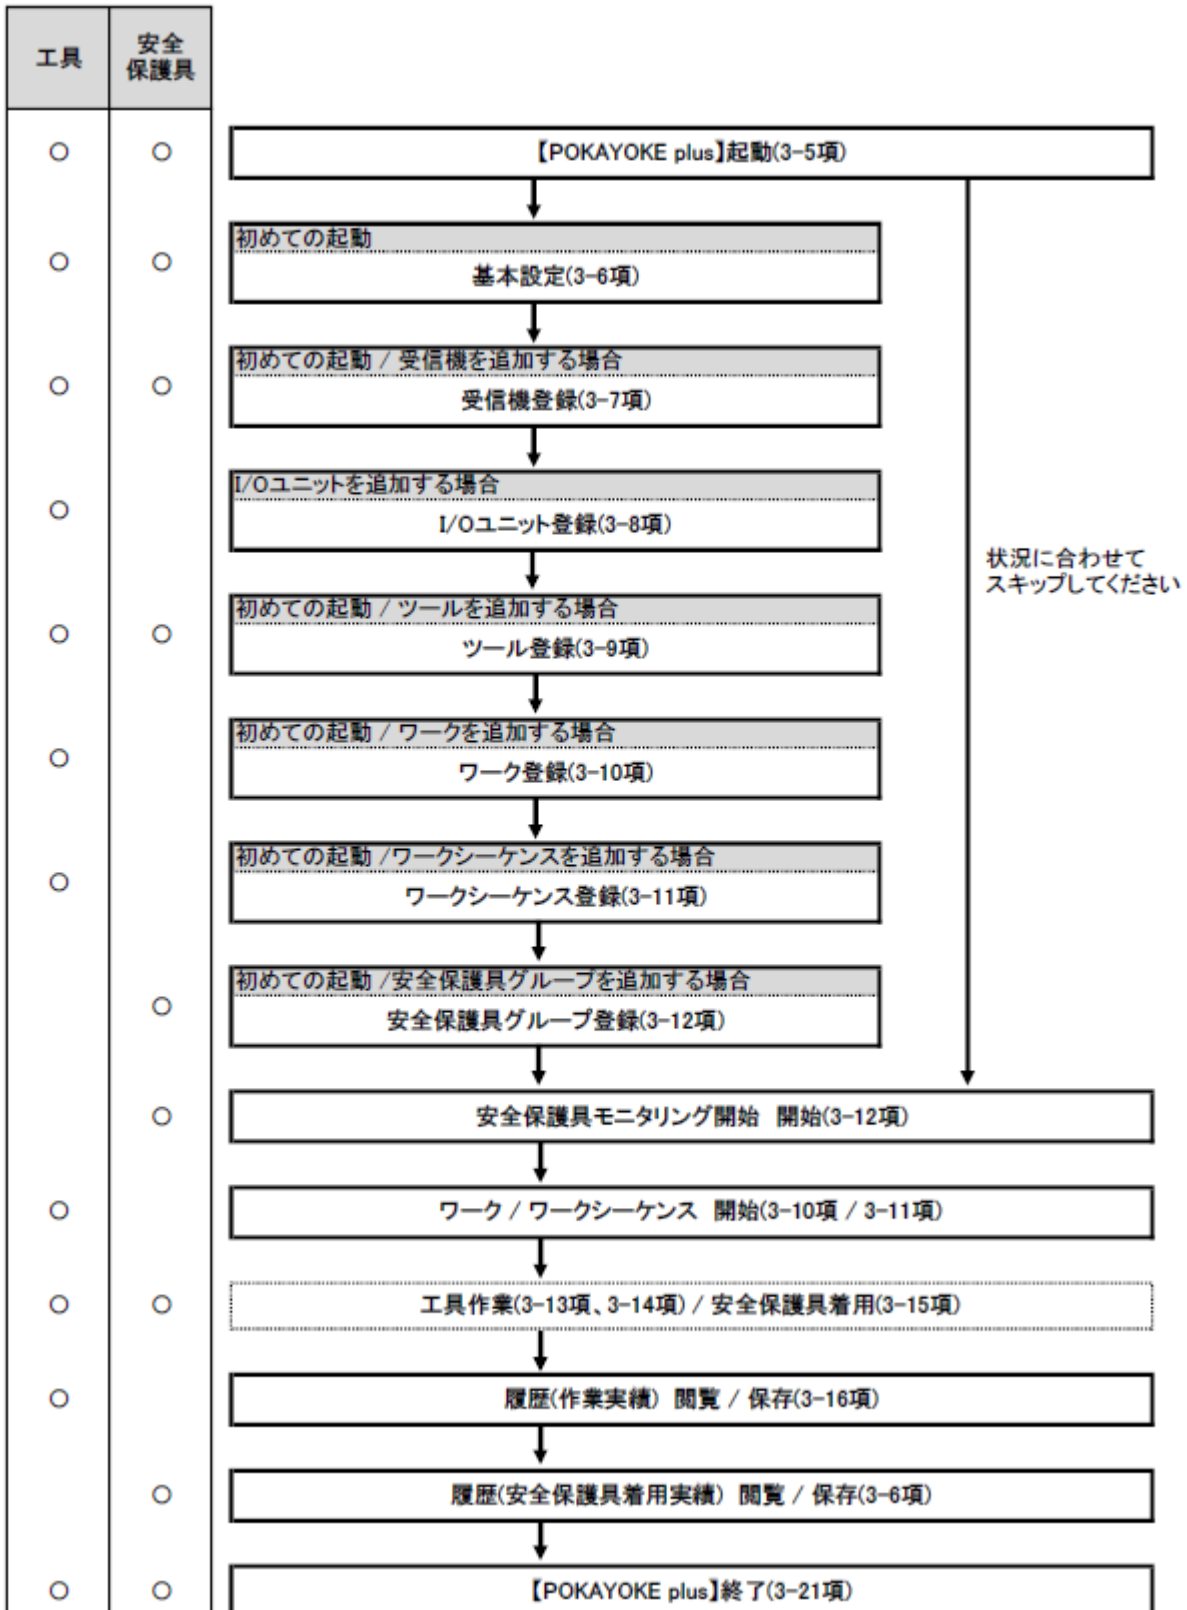 工具
安全
保護具
○ ○ 【POKAYOKE plus】起動(3-5項)
初めての起動
○ ○ 基本設定(3-6項)
初めての起動 / 受信機を追加する場合
○ ○ 受信機登録(3-7項)
I/Oユニットを追加する場合
○ I/Oユニット登録(3-8項)
状況に合わせて
スキップしてください
初めての起動 / ツールを追加する場合
○ ○ ツール登録(3-9項)
初めての起動 / ワークを追加する場合
○ ワーク登録(3-10項)
初めての起動 /ワークシーケンスを追加する場合
○ ワークシーケンス登録(3-11項)
初めての起動 /安全保護具グループを追加する場合
○ 安全保護具グループ登録(3-12項)
○ 安全保護具モニタリング開始 開始(3-12項)
○ ワーク / ワークシーケンス 開始(3-10項 / 3-11項)
○ ○ 工具作業(3-13項、3-14項) / 安全保護具着用(3-15項)
○ 履歴(作業実績) 閲覧 / 保存(3-16項)
○ 履歴(安全保護具着用実績) 閲覧 / 保存(3-6項)
○ ○ 【POKAYOKE plus】終了(3-21項)